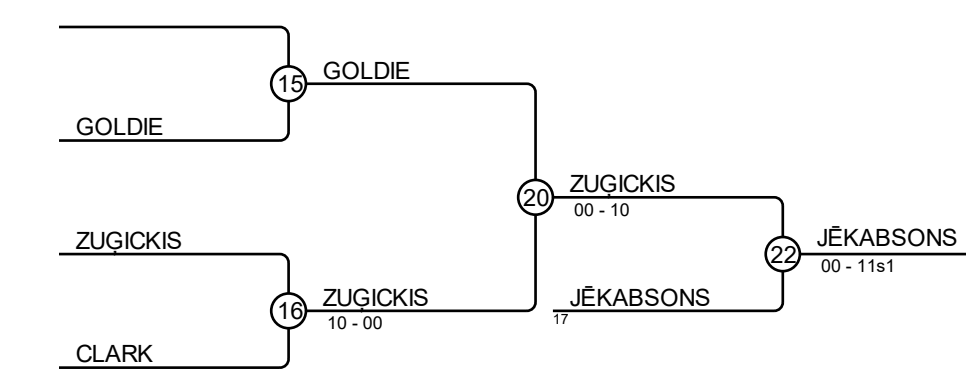 GOLDIE
15
GOLDIE
ZUĢICKIS
00 - 10
20
ZUĢICKIS
JĒKABSONS
00 - 11s1
22
ZUĢICKIS
10 - 00
JĒKABSONS
17
16
CLARK